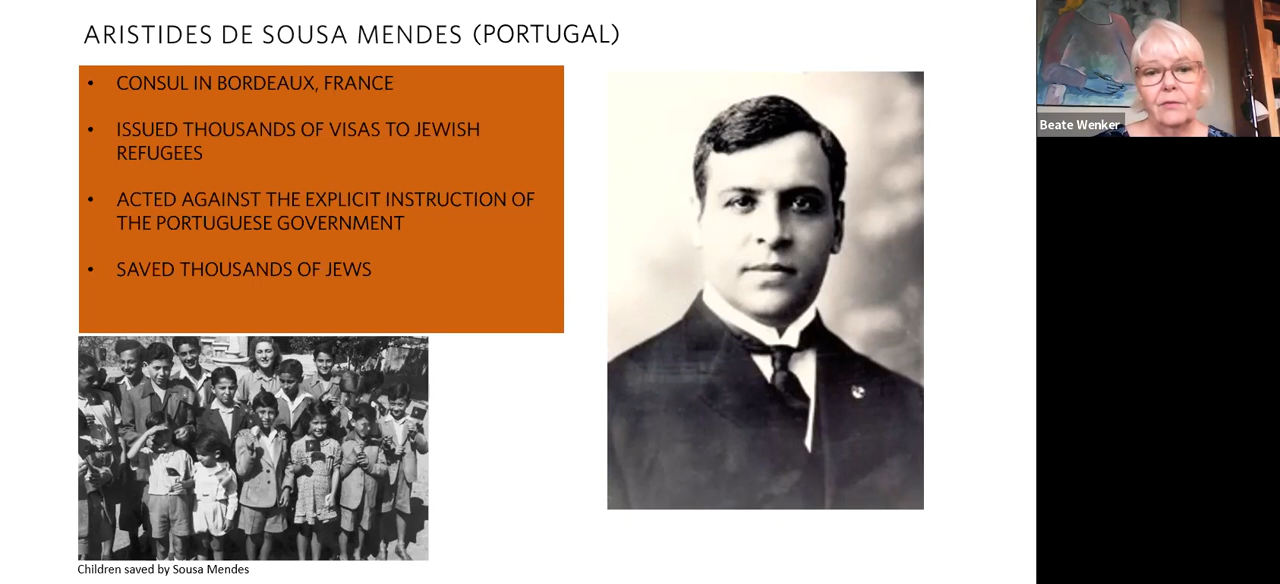 ARISTIDES DE SOUSA MENDES (PORTUGAL)
• CONSUL IN BORDEAUX, FRANCE
• ISSUED THOUSANDS OF VISAS TO JEWISH
REFUGEES
• ACTED AGAINST THE EXPLICIT INSTRUCTION OF
THE PORTUGUESE GOVERNMENT
• SAVED THOUSANDS OF JEWS
Children saved by Sousa Mendes
Beate Wenker